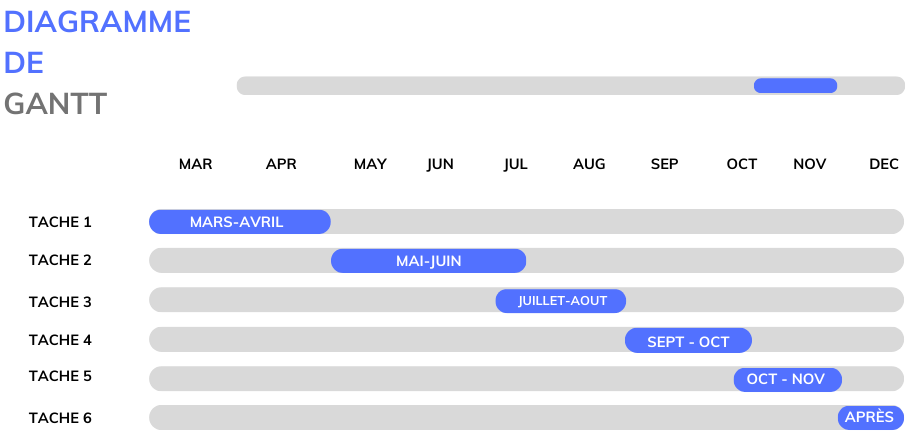 DIAGRAMME
DE
GANTT
MAR APR MAY JUN JUL AUG SEP OCT NOV DEC
TACHE 1 MARS-AVRIL
TACHE 2 MAI-JUIN
TACHE 3 JUILLET-AOUT
TACHE 4 SEPT - OCT
TACHE 5 OCT - NOV
TACHE 6 APRÈS